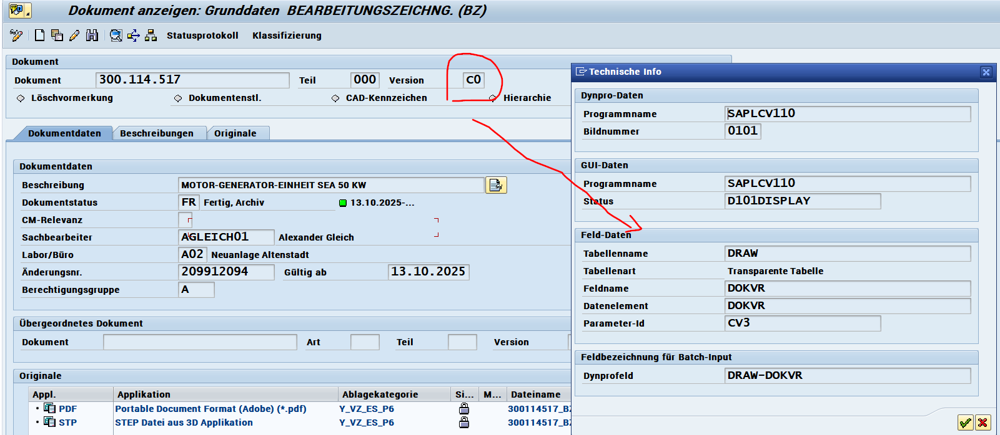 Dokument anzeigen: Grunddaten BEARBEITUNGSZEICHNG. (BZ)
Statusprotokoll Klassifizierung
Dokument
Dokument 300.114.517 Teil 000 Version C0
Löschvormerkung Dokumentenstl. CAD-Kennzeichen Hierarchie
Dokumentdaten Beschreibungen Originale
Dokumentdaten
Beschreibung MOTOR-GENERATOR-EINHEIT SEA 50 KW
Dokumentstatus FR Fertig, Archiv 13.10.2025-...
CM-Relevanz
Sachbearbeiter AGLEICH01 Alexander Gleich
Labor/Büro A02 Neuanlage Altenstadt
Änderungsnr. 209912094 Gültig ab 13.10.2025
Berechtigungsgruppe A
Übergeordnetes Dokument
Dokument Art Teil Version
Originale
Appl. Applikation Ablagekategorie Si... M... Dateiname
PDF Portable Document Format (Adobe) (*.pdf) Y_VZ_ES_P6 300114517_BZ
STP STEP Datei aus 3D Applikation Y_VZ_ES_P6 300114517_BZ
Technische Info
Dynpro-Daten
Programmname SAPLCV110
Bildnummer 0101
GUI-Daten
Programmname SAPLCV110
Status D101DISPLAY
Feld-Daten
Tabellenname DRAW
Tabellenart Transparente Tabelle
Feldname DOKVR
Datenelement DOKVR
Parameter-Id CV3
Feldbezeichnung für Batch-Input
Dynprofeld DRAW-DOKVR